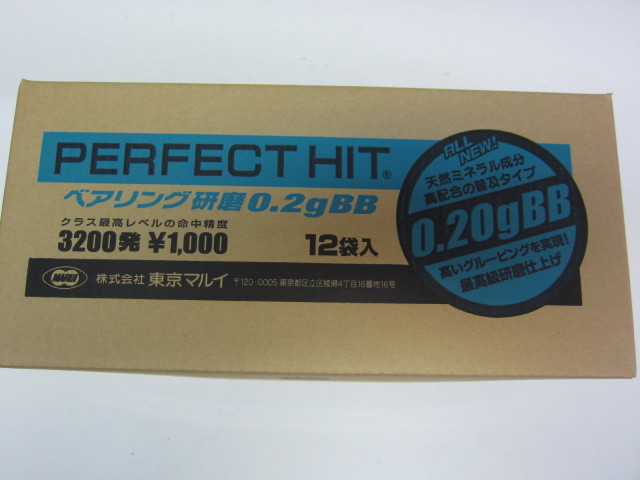 PERFECT HIT®
ベアリング研磨0.2gBB
クラス最高レベルの命中精度
3200発 ¥1,000
12袋入
MARUI 株式会社 東京マルイ 〒120-0005 東京都足立区綾瀬4丁目16番地16号
ALL NEW!
天然ミネラル成分
高配合の普及タイプ
0.20gBB
高いグルーピングを実現!
最高級研磨仕上げ